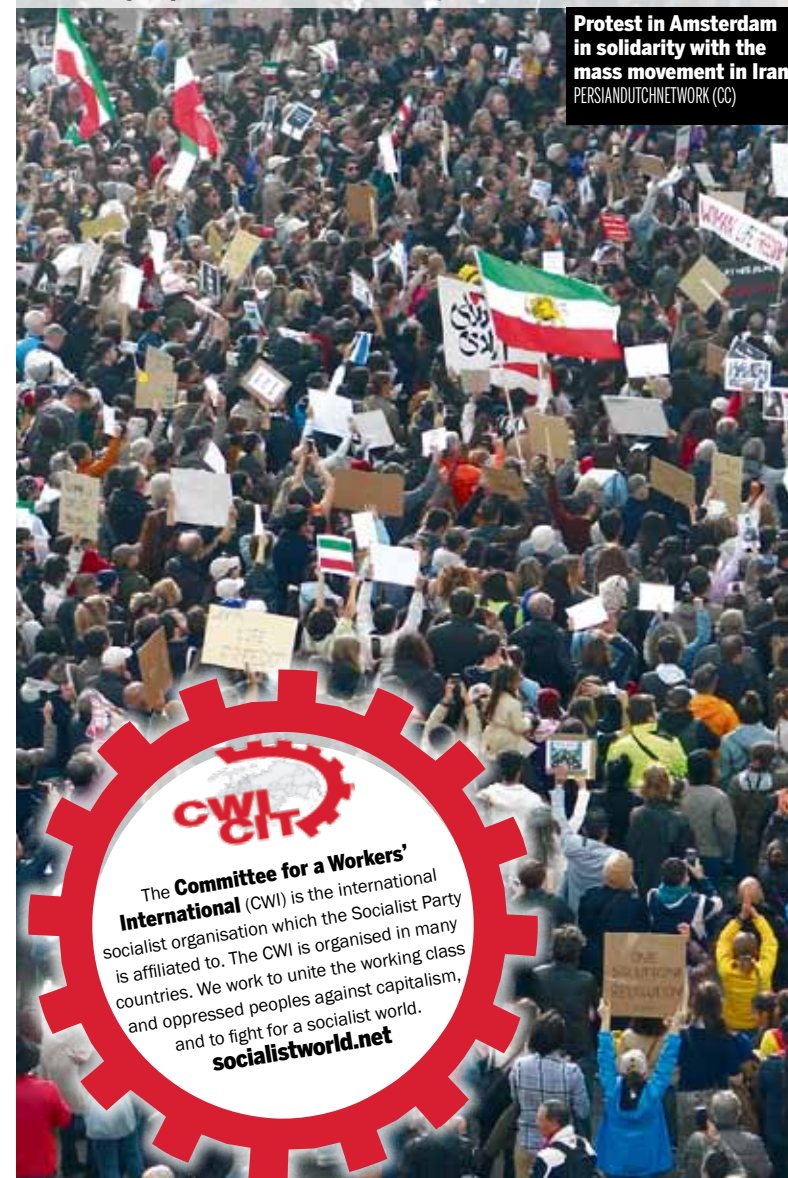 Protest in Amsterdam
in solidarity with the
mass movement in Iran
PERSIANDUTCHNETWORK (CC)
WOMAN LIFE FREEDOM
ONE
SOLUTION
REVOLUTION
CWI
CIT
The Committee for a Workers'
International (CWI) is the international
socialist organisation which the Socialist Party
is affiliated to. The CWI is organised in many
countries. We work to unite the working class
and oppressed peoples against capitalism,
and to fight for a socialist world.
socialistworld.net